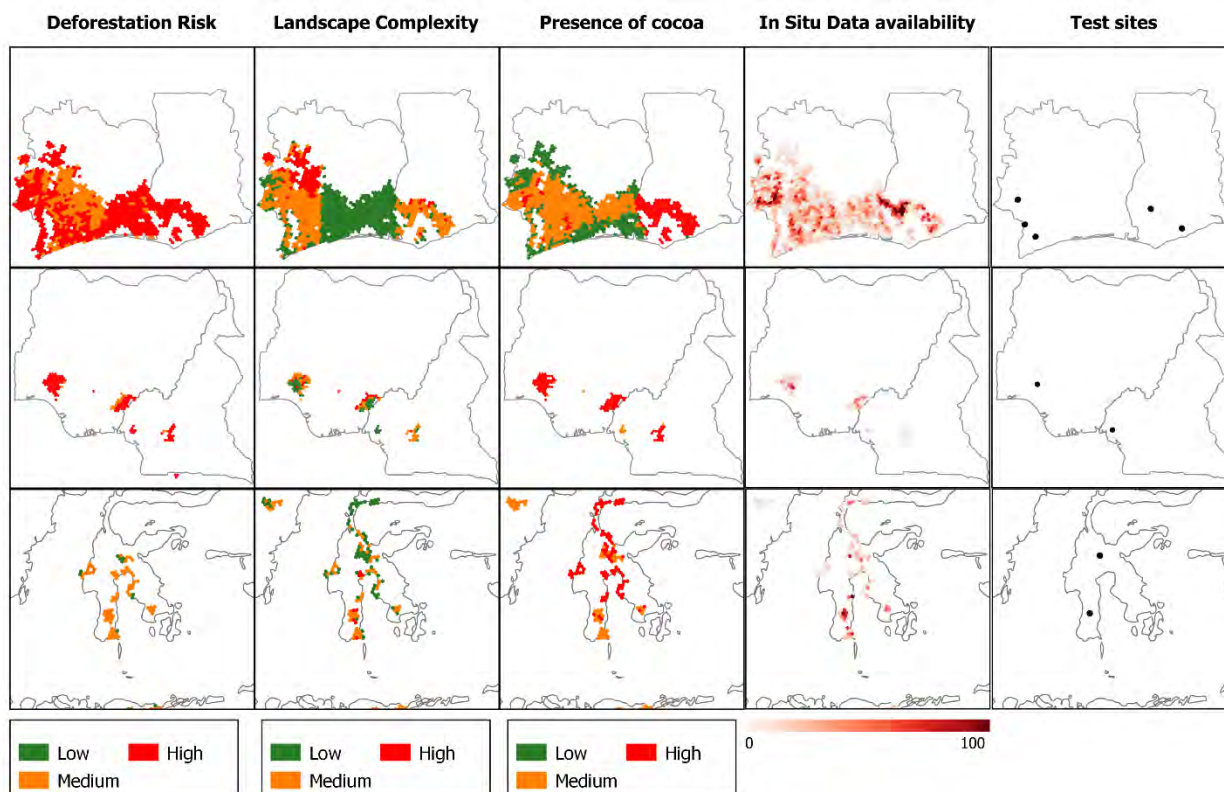 Deforestation Risk Landscape Complexity Presence of cocoa In Situ Data availability Test sites
Low High Low High Low High 0 100
Medium Medium Medium